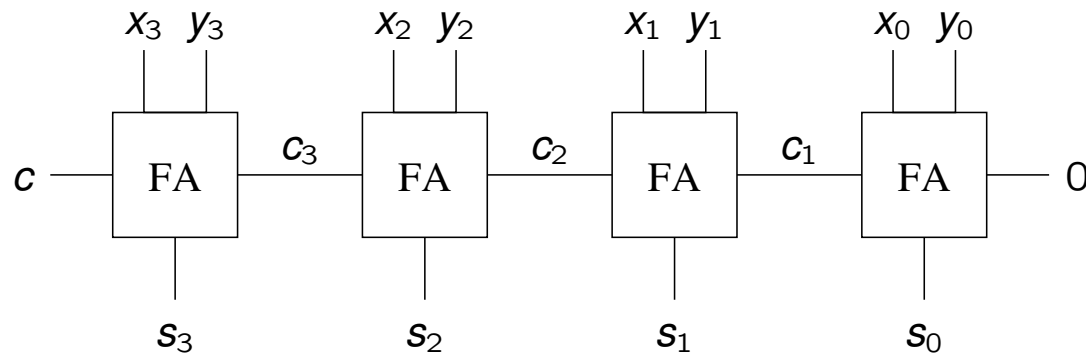 x₃ y₃ x₂ y₂ x₁ y₁ x₀ y₀
c FA c₃ FA c₂ FA c₁ FA 0
s₃ s₂ s₁ s₀